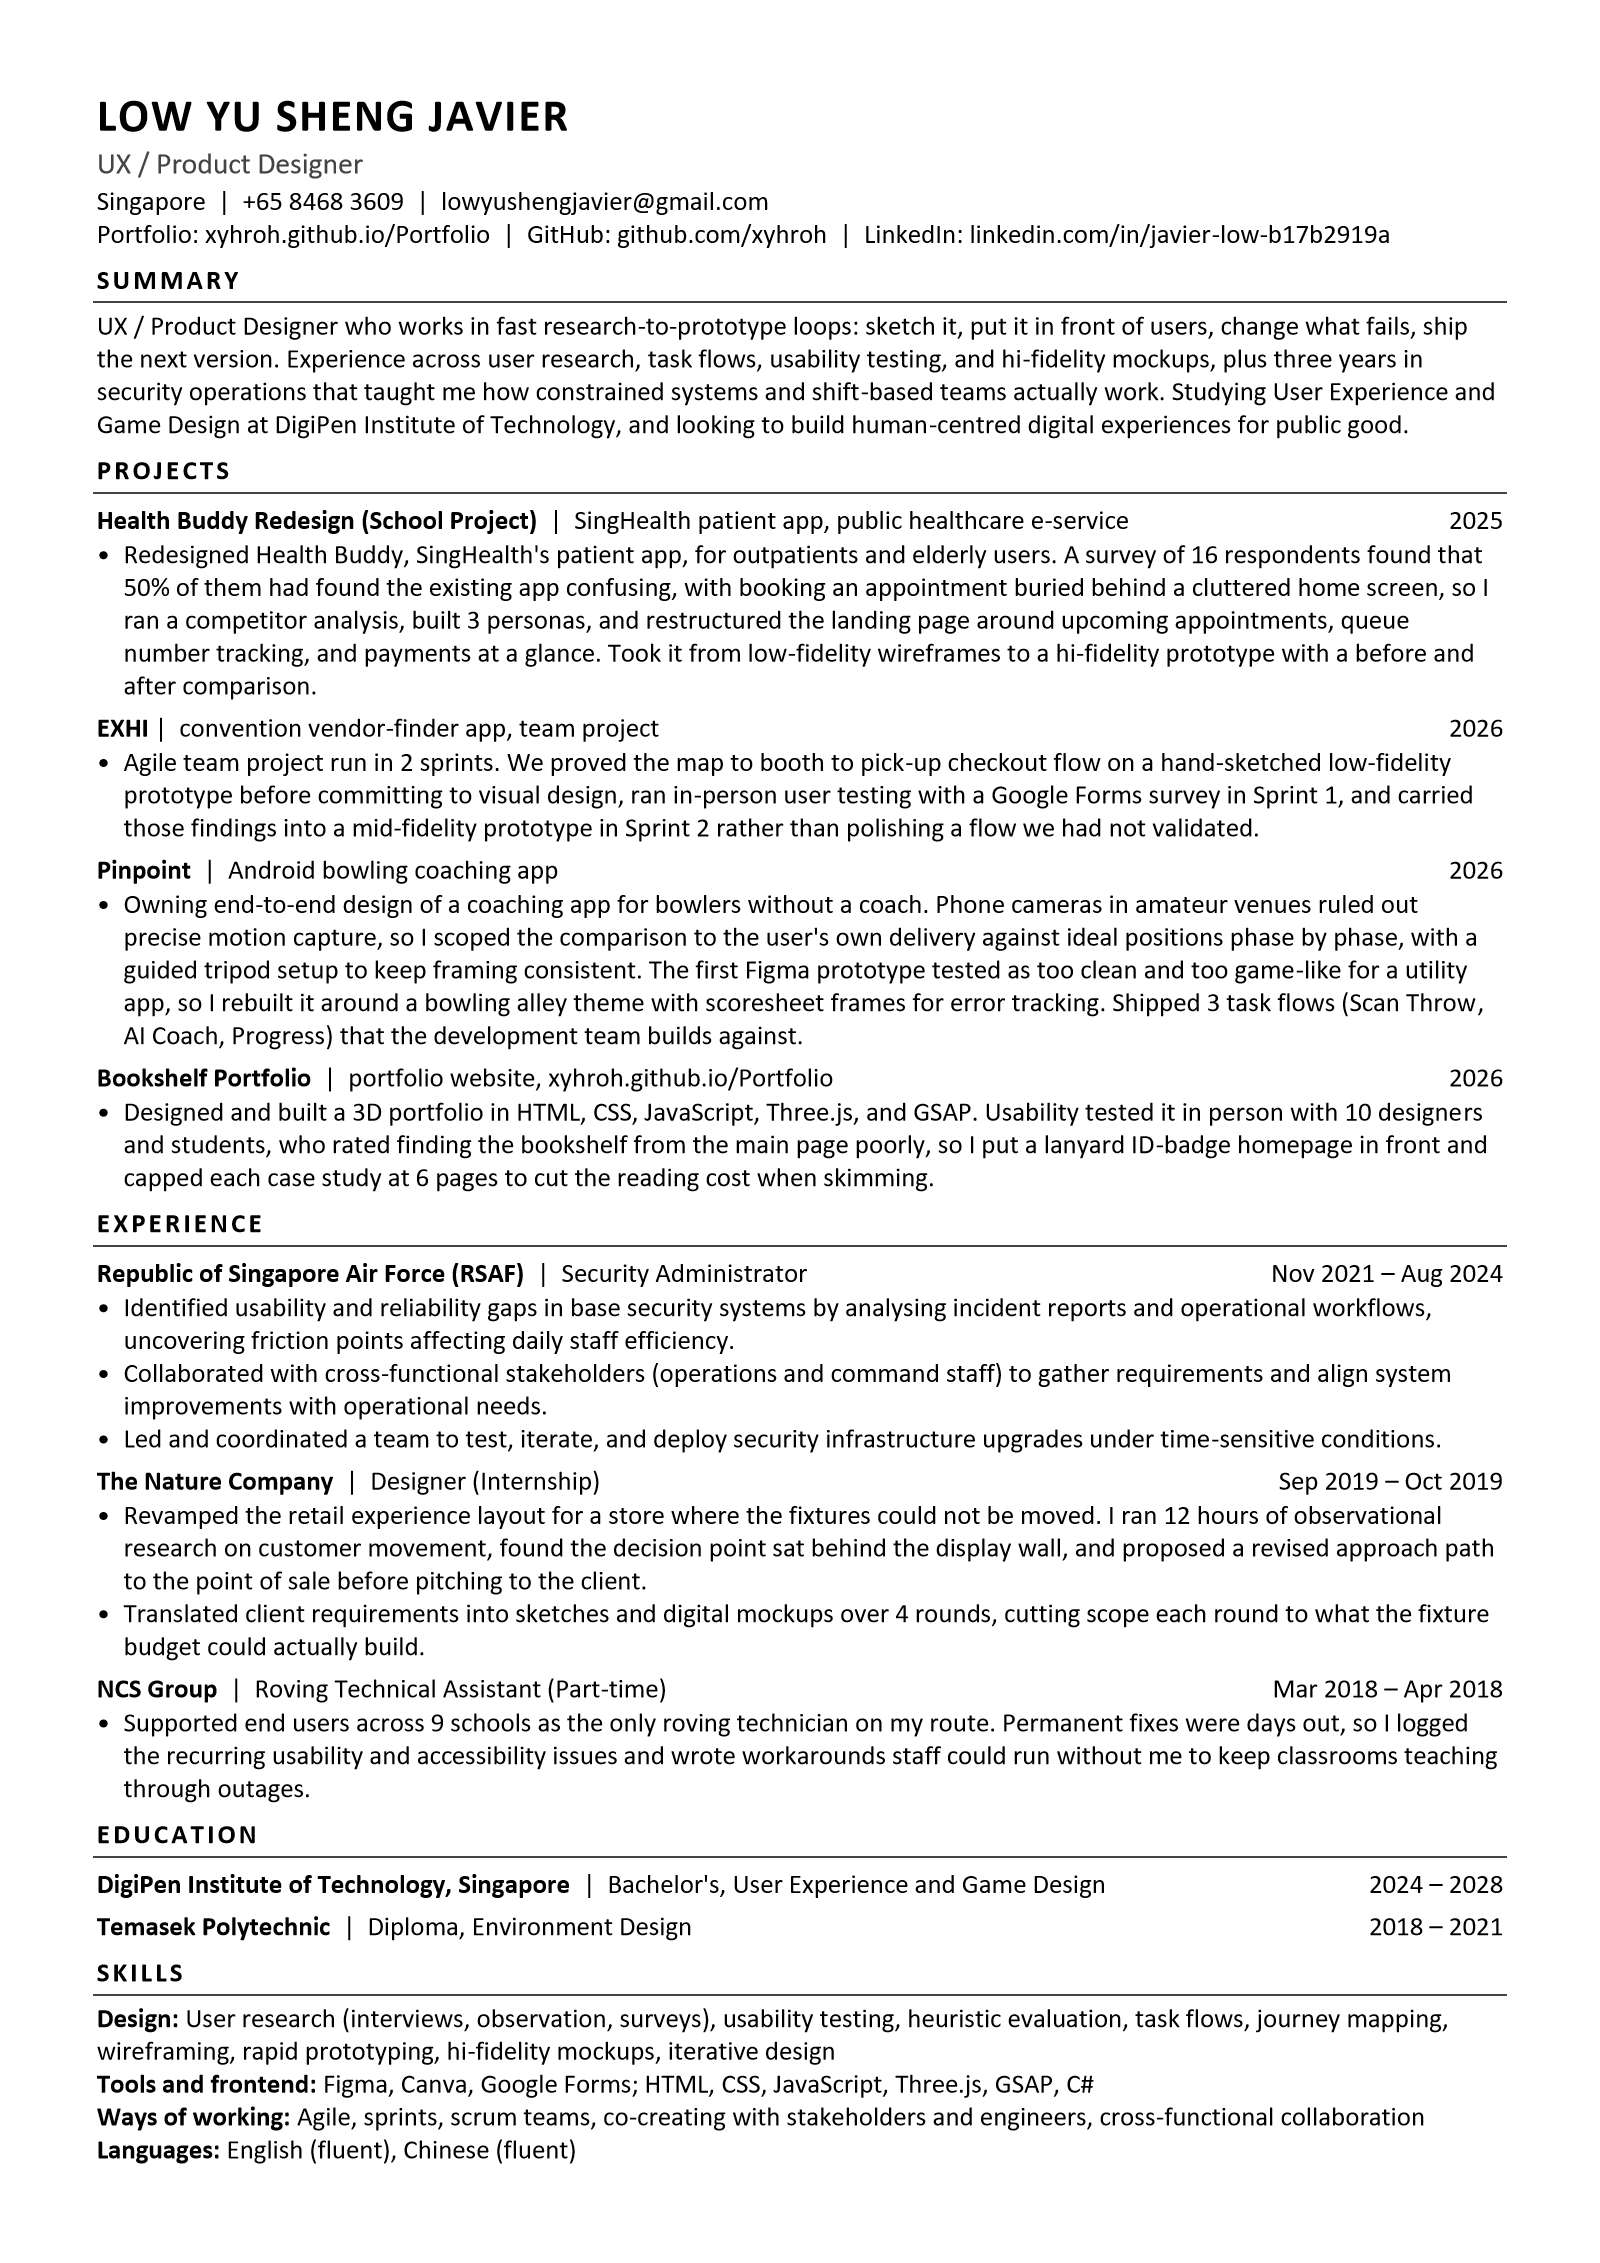 LOW YU SHENG JAVIER
UX / Product Designer
Singapore | +65 8468 3609 | lowyushengjavier@gmail.com
Portfolio: xyhroh.github.io/Portfolio | GitHub: github.com/xyhroh | LinkedIn: linkedin.com/in/javier-low-b17b2919a
SUMMARY
UX / Product Designer who works in fast research-to-prototype loops: sketch it, put it in front of users, change what fails, ship
the next version. Experience across user research, task flows, usability testing, and hi-fidelity mockups, plus three years in
security operations that taught me how constrained systems and shift-based teams actually work. Studying User Experience and
Game Design at DigiPen Institute of Technology, and looking to build human-centred digital experiences for public good.
PROJECTS
Health Buddy Redesign (School Project) | SingHealth patient app, public healthcare e-service 2025
• Redesigned Health Buddy, SingHealth's patient app, for outpatients and elderly users. A survey of 16 respondents found that
50% of them had found the existing app confusing, with booking an appointment buried behind a cluttered home screen, so I
ran a competitor analysis, built 3 personas, and restructured the landing page around upcoming appointments, queue
number tracking, and payments at a glance. Took it from low-fidelity wireframes to a hi-fidelity prototype with a before and
after comparison.
EXHI | convention vendor-finder app, team project 2026
• Agile team project run in 2 sprints. We proved the map to booth to pick-up checkout flow on a hand-sketched low-fidelity
prototype before committing to visual design, ran in-person user testing with a Google Forms survey in Sprint 1, and carried
those findings into a mid-fidelity prototype in Sprint 2 rather than polishing a flow we had not validated.
Pinpoint | Android bowling coaching app 2026
• Owning end-to-end design of a coaching app for bowlers without a coach. Phone cameras in amateur venues ruled out
precise motion capture, so I scoped the comparison to the user's own delivery against ideal positions phase by phase, with a
guided tripod setup to keep framing consistent. The first Figma prototype tested as too clean and too game-like for a utility
app, so I rebuilt it around a bowling alley theme with scoresheet frames for error tracking. Shipped 3 task flows (Scan Throw,
AI Coach, Progress) that the development team builds against.
Bookshelf Portfolio | portfolio website, xyhroh.github.io/Portfolio 2026
• Designed and built a 3D portfolio in HTML, CSS, JavaScript, Three.js, and GSAP. Usability tested it in person with 10 designers
and students, who rated finding the bookshelf from the main page poorly, so I put a lanyard ID-badge homepage in front and
capped each case study at 6 pages to cut the reading cost when skimming.
EXPERIENCE
Republic of Singapore Air Force (RSAF) | Security Administrator Nov 2021 – Aug 2024
• Identified usability and reliability gaps in base security systems by analysing incident reports and operational workflows,
uncovering friction points affecting daily staff efficiency.
• Collaborated with cross-functional stakeholders (operations and command staff) to gather requirements and align system
improvements with operational needs.
• Led and coordinated a team to test, iterate, and deploy security infrastructure upgrades under time-sensitive conditions.
The Nature Company | Designer (Internship) Sep 2019 – Oct 2019
• Revamped the retail experience layout for a store where the fixtures could not be moved. I ran 12 hours of observational
research on customer movement, found the decision point sat behind the display wall, and proposed a revised approach path
to the point of sale before pitching to the client.
• Translated client requirements into sketches and digital mockups over 4 rounds, cutting scope each round to what the fixture
budget could actually build.
NCS Group | Roving Technical Assistant (Part-time) Mar 2018 – Apr 2018
• Supported end users across 9 schools as the only roving technician on my route. Permanent fixes were days out, so I logged
the recurring usability and accessibility issues and wrote workarounds staff could run without me to keep classrooms teaching
through outages.
EDUCATION
DigiPen Institute of Technology, Singapore | Bachelor's, User Experience and Game Design 2024 – 2028
Temasek Polytechnic | Diploma, Environment Design 2018 – 2021
SKILLS
Design: User research (interviews, observation, surveys), usability testing, heuristic evaluation, task flows, journey mapping,
wireframing, rapid prototyping, hi-fidelity mockups, iterative design
Tools and frontend: Figma, Canva, Google Forms; HTML, CSS, JavaScript, Three.js, GSAP, C#
Ways of working: Agile, sprints, scrum teams, co-creating with stakeholders and engineers, cross-functional collaboration
Languages: English (fluent), Chinese (fluent)